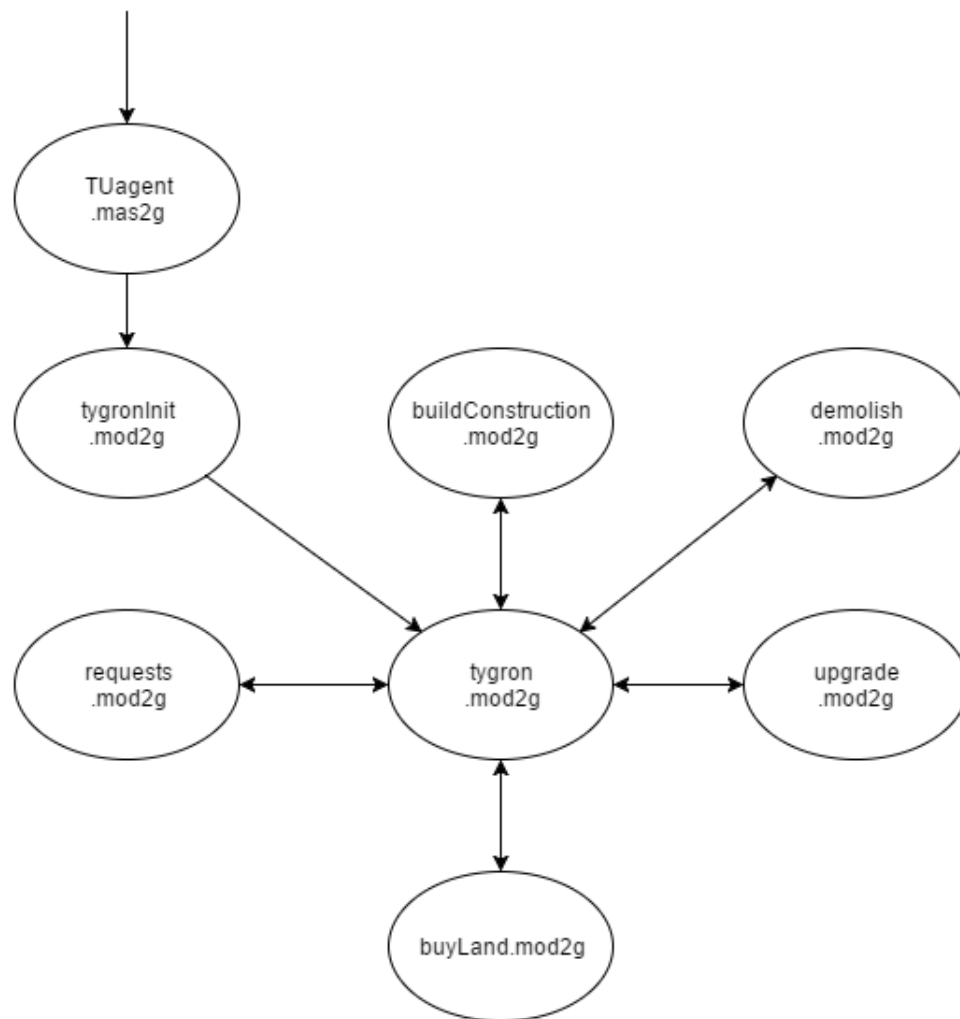 TUagent
.mas2g
tygronInit
.mod2g
buildConstruction
.mod2g
demolish
.mod2g
requests
.mod2g
tygron
.mod2g
upgrade
.mod2g
buyLand.mod2g